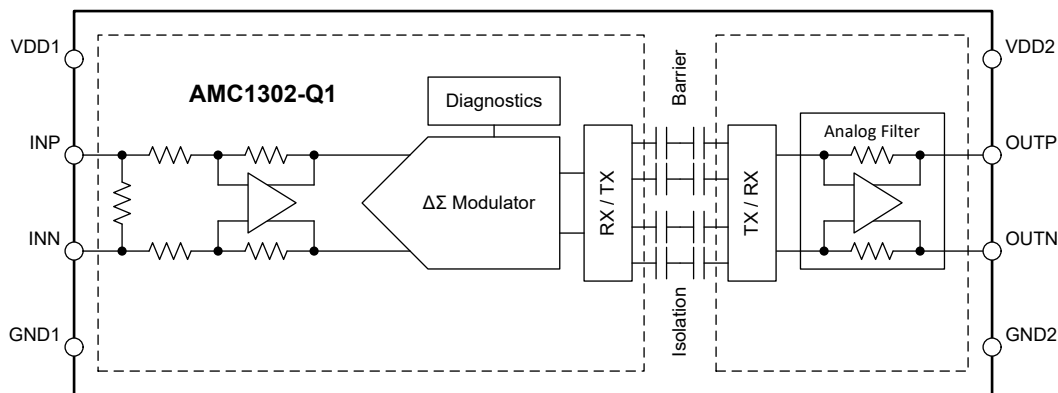 VDD1
VDD2
AMC1302-Q1
Diagnostics
Barrier
INP
Analog Filter
OUTP
ΔΣ Modulator
RX / TX
TX / RX
INN
OUTN
GND1
Isolation
GND2